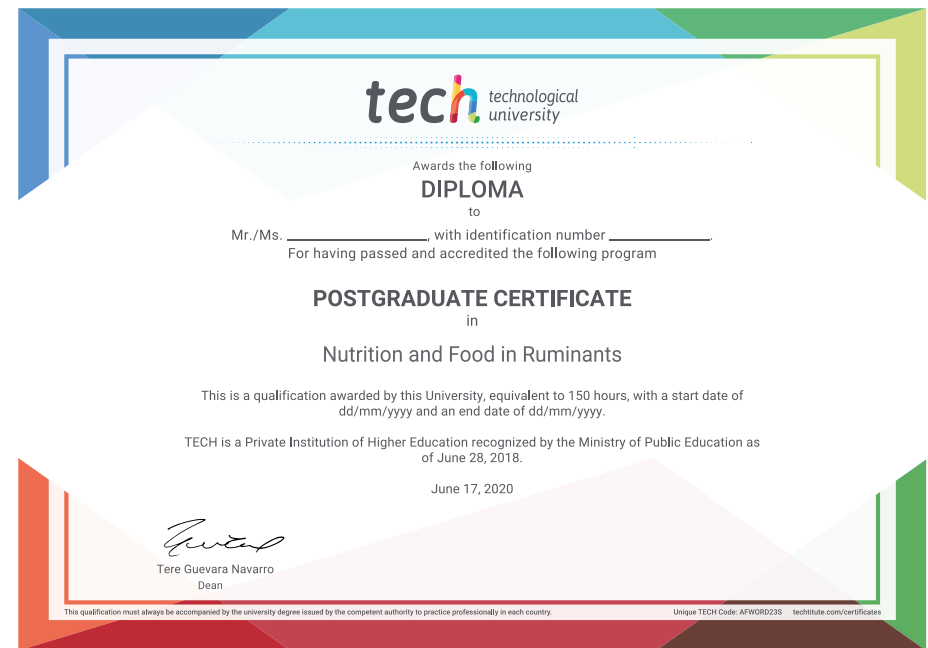 tech technological
university
Awards the following
DIPLOMA
to
Mr./Ms. ____________________, with identification number ______________.
For having passed and accredited the following program
POSTGRADUATE CERTIFICATE
in
Nutrition and Food in Ruminants
This is a qualification awarded by this University, equivalent to 150 hours, with a start date of
dd/mm/yyyy and an end date of dd/mm/yyyy.
TECH is a Private Institution of Higher Education recognized by the Ministry of Public Education as
of June 28, 2018.
June 17, 2020
Tere Guevara Navarro
Dean
This qualification must always be accompanied by the university degree issued by the competent authority to practice professionally in each country.
Unique TECH Code: AFWORD23S techtitute.com/certificates